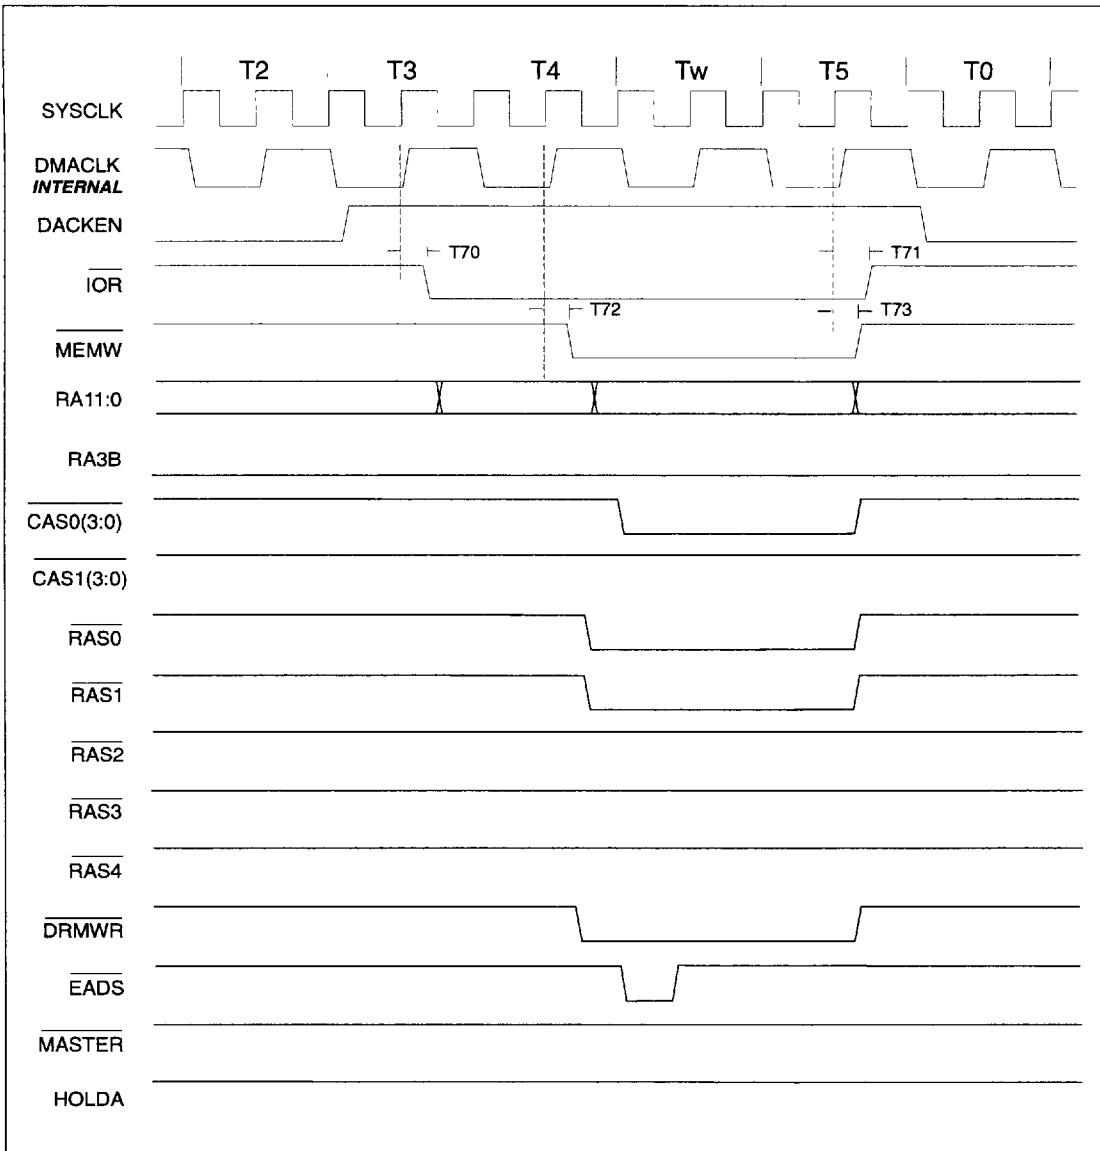 T2 T3 T4 Tw T5 T0
SYSCLK
DMACLK
INTERNAL
DACKEN
T70 T71
IOR
T72 T73
MEMW
RA11:0
RA3B
CAS0(3:0)
CAS1(3:0)
RAS0
RAS1
RAS2
RAS3
RAS4
DRMWR
EADS
MASTER
HOLDA